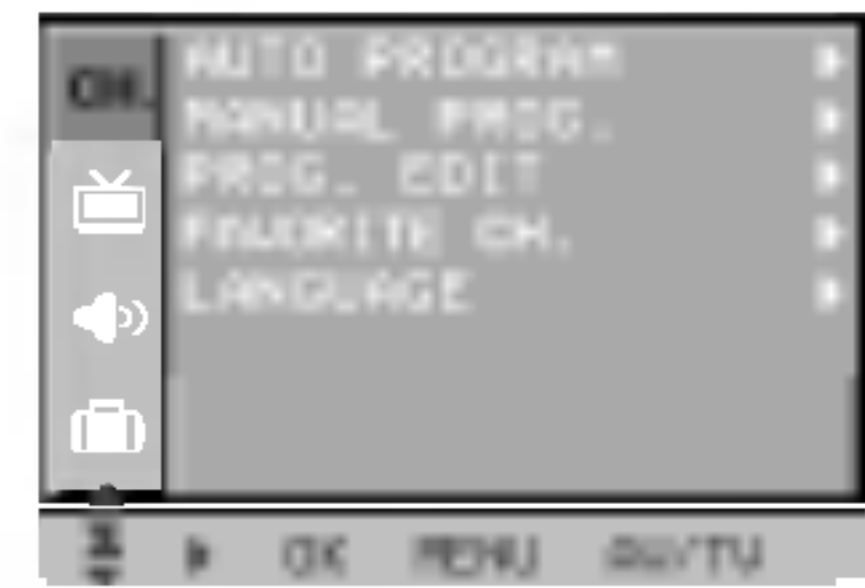 CH.
AUTO PROGRAM
MANUAL PROG.
PROG. EDIT
FAVORITE CH.
LANGUAGE
OK MENU AV/TV